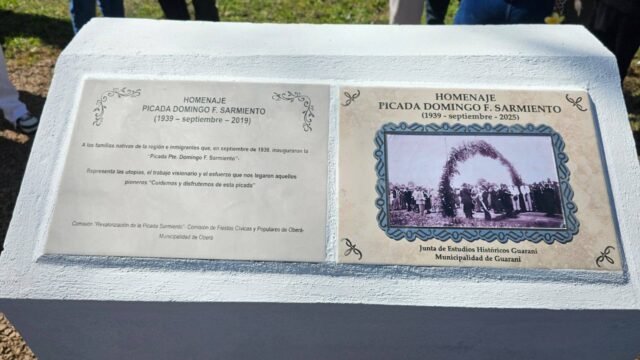 HOMENAJE
PICADA DOMINGO F. SARMIENTO
(1939 – septiembre – 2019)
A las familias nativas de la región e inmigrantes que, en septiembre de 1939, inauguraran la
"Picada Pte. Domingo F. Sarmiento".
Representa las utopías, el trabajo visionario y el esfuerzo que nos legaron aquellos
pioneros "Cuidemos y disfrutemos de esta picada"
Comisión "Revalorización de la Picada Sarmiento"- Comisión de Fiestas Cívicas y Populares de Oberá-
Municipalidad de Oberá
HOMENAJE
PICADA DOMINGO F. SARMIENTO
(1939 - septiembre - 2025)
Junta de Estudios Históricos Guaraní
Municipalidad de Guaraní